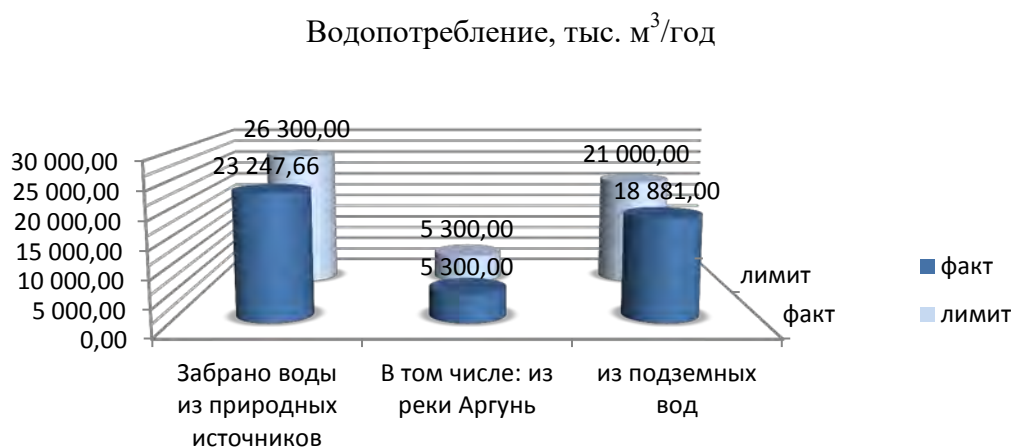 Водопотребление, тыс. м³/год
26 300,00
23 247,66
21 000,00
18 881,00
5 300,00
5 300,00
30 000,00
25 000,00
20 000,00
15 000,00
10 000,00
5 000,00
0,00
лимит
факт
факт
лимит
Забрано воды
из природных
источников
В том числе: из
реки Аргунь
из подземных
вод